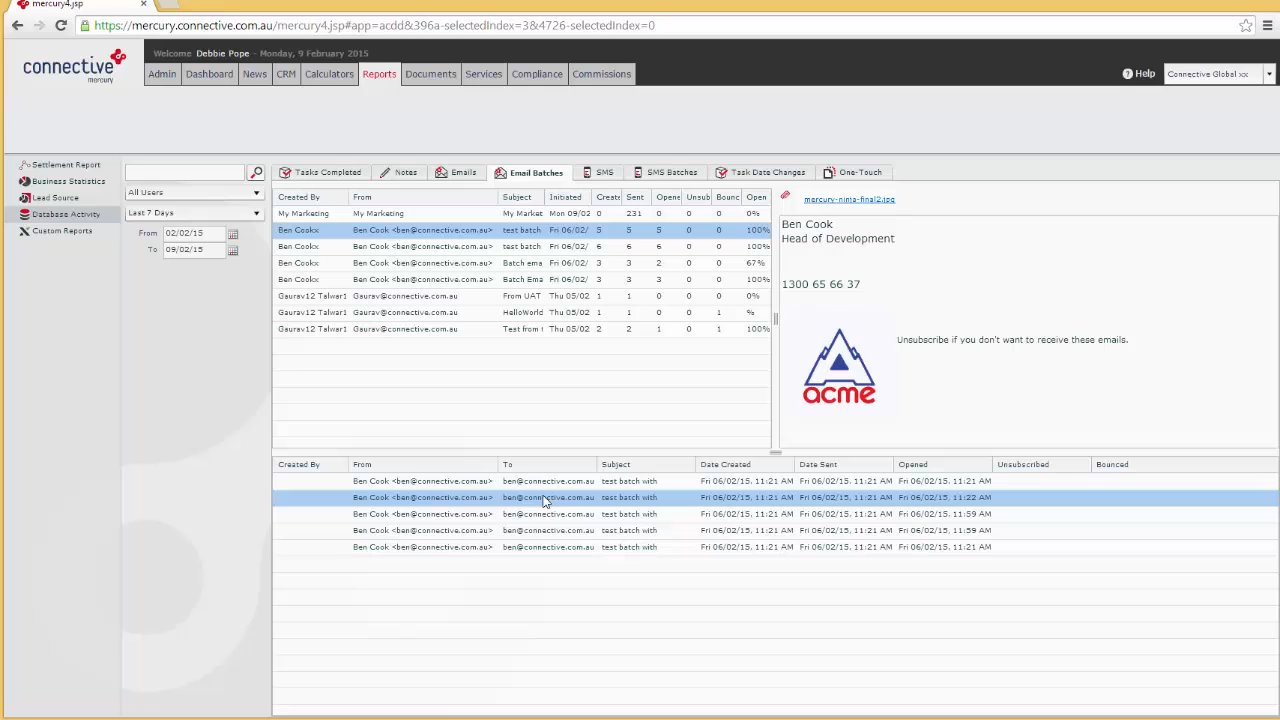 mercury4.jsp
https://mercury.connective.com.au/mercury4.jsp#app=acdd&396a-selectedIndex=3&4726-selectedIndex=0
connective
mercury
Welcome Debbie Pope - Monday, 9 February 2015
Admin Dashboard News CRM Calculators Reports Documents Services Compliance Commissions
Help Connective Global xx
Settlement Report
Business Statistics
Lead Source
Database Activity
Custom Reports
All Users
Last 7 Days
From 02/02/15
To 09/02/15
Tasks Completed Notes Emails Email Batches SMS SMS Batches Task Date Changes One-Touch
Created By From Subject Initiated Create Sent Opene Unsub Bounc Open
My Marketing My Marketing My Market Mon 09/02 0 231 0 0 0 0%
Ben Cookx Ben Cook <ben@connective.com.au> test batch Fri 06/02/ 5 5 5 0 0 100%
Ben Cookx Ben Cook <ben@connective.com.au> test batch Fri 06/02/ 6 6 6 0 0 100%
Ben Cookx Ben Cook <ben@connective.com.au> Batch ema Fri 06/02/ 3 3 2 0 0 67%
Ben Cookx Ben Cook <ben@connective.com.au> Batch Ema Fri 06/02/ 3 3 3 0 0 100%
Gaurav12 Talwar1 Gaurav@connective.com.au From UAT Thu 05/02 1 1 0 0 0 0%
Gaurav12 Talwar1 Gaurav@connective.com.au HelloWorld Thu 05/02 1 1 0 0 1 %
Gaurav12 Talwar1 Gaurav@connective.com.au Test from Thu 05/02 2 2 1 0 1 100%
mercury-ninja-final2.jpg
Ben Cook
Head of Development
1300 65 66 37
Unsubscribe if you don't want to receive these emails.
acme
Created By From To Subject Date Created Date Sent Opened Unsubscribed Bounced
Ben Cook <ben@connective.com.au> ben@connective.com.au test batch with Fri 06/02/15, 11:21 AM Fri 06/02/15, 11:21 AM Fri 06/02/15, 11:21 AM
Ben Cook <ben@connective.com.au> ben@connective.com.au test batch with Fri 06/02/15, 11:21 AM Fri 06/02/15, 11:21 AM Fri 06/02/15, 11:22 AM
Ben Cook <ben@connective.com.au> ben@connective.com.au test batch with Fri 06/02/15, 11:21 AM Fri 06/02/15, 11:21 AM Fri 06/02/15, 11:59 AM
Ben Cook <ben@connective.com.au> ben@connective.com.au test batch with Fri 06/02/15, 11:21 AM Fri 06/02/15, 11:21 AM Fri 06/02/15, 11:59 AM
Ben Cook <ben@connective.com.au> ben@connective.com.au test batch with Fri 06/02/15, 11:21 AM Fri 06/02/15, 11:21 AM Fri 06/02/15, 11:21 AM